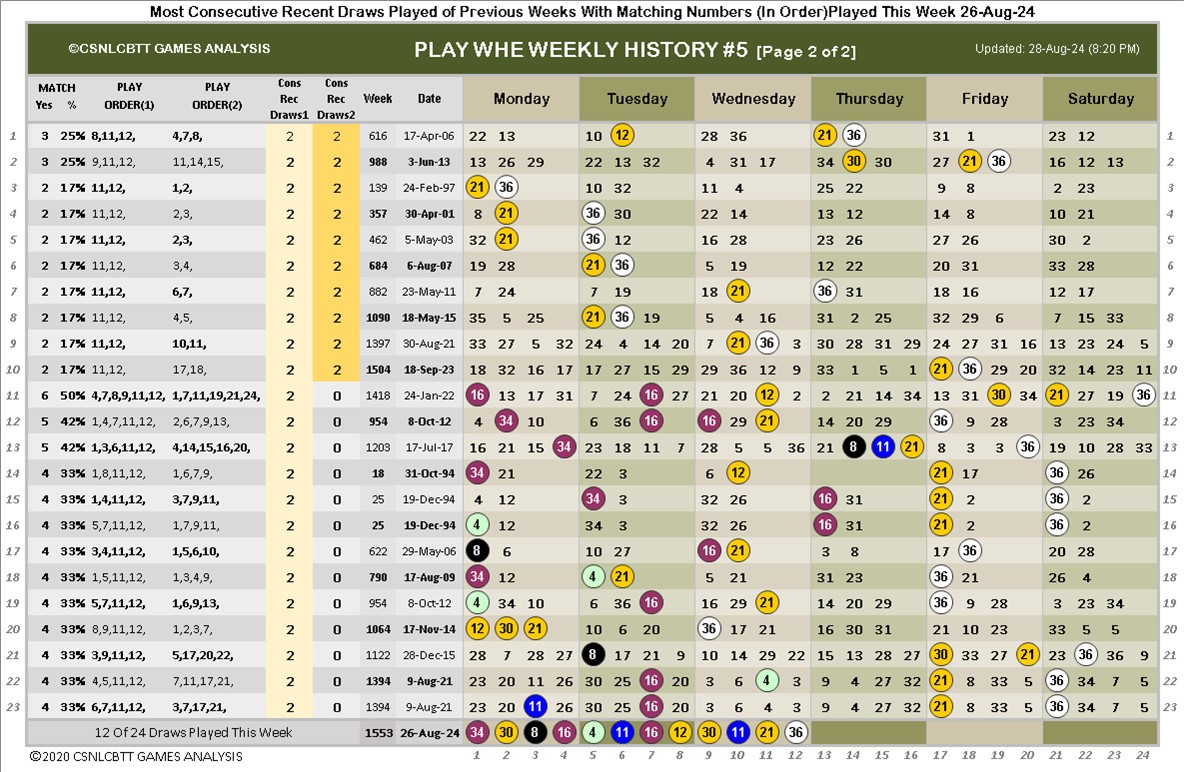 Most Consecutive Recent Draws Played of Previous Weeks With Matching Numbers (In Order)Played This Week 26-Aug-24
©CSNLCBTT GAMES ANALYSIS PLAY WHE WEEKLY HISTORY #5 [Page 2 of 2] Updated: 28-Aug-24 (8:20 PM)
MATCH Yes % PLAY ORDER(1) PLAY ORDER(2) Cons Rec Draws1 Cons Rec Draws2 Week Date Monday Tuesday Wednesday Thursday Friday Saturday
1 3 25% 8,11,12, 4,7,8, 2 2 616 17-Apr-06 22 13 10 12 28 36 21 36 31 1 23 12 1
2 3 25% 9,11,12, 11,14,15, 2 2 988 3-Jun-13 13 26 29 22 13 32 4 31 17 34 30 30 27 21 36 16 12 13 2
3 2 17% 11,12, 1,2, 2 2 139 24-Feb-97 21 36 10 32 11 4 25 22 9 8 2 23 3
4 2 17% 11,12, 2,3, 2 2 357 30-Apr-01 8 21 36 30 22 14 13 12 14 8 10 21 4
5 2 17% 11,12, 2,3, 2 2 462 5-May-03 32 21 36 12 16 28 23 26 27 26 30 2 5
6 2 17% 11,12, 3,4, 2 2 684 6-Aug-07 19 28 21 36 5 19 12 22 20 31 33 28 6
7 2 17% 11,12, 6,7, 2 2 882 23-May-11 7 24 7 19 18 21 36 31 18 16 12 17 7
8 2 17% 11,12, 4,5, 2 2 1090 18-May-15 35 5 25 21 36 19 5 4 16 31 2 25 32 29 6 7 15 33 8
9 2 17% 11,12, 10,11, 2 2 1397 30-Aug-21 33 27 5 32 24 4 14 20 7 21 36 3 30 28 31 29 24 27 31 16 13 23 24 5 9
10 2 17% 11,12, 17,18, 2 2 1504 18-Sep-23 18 32 16 17 17 27 15 29 29 36 12 9 33 1 5 1 21 36 29 20 32 14 23 11 10
11 6 50% 4,7,8,9,11,12, 1,7,11,19,21,24, 2 0 1418 24-Jan-22 16 13 17 31 7 24 16 27 21 20 12 2 2 21 14 34 13 31 30 34 21 27 19 36 11
12 5 42% 1,4,7,11,12, 2,6,7,9,13, 2 0 954 8-Oct-12 4 34 10 6 36 16 16 29 21 14 20 29 36 9 28 3 23 34 12
13 5 42% 1,3,6,11,12, 4,14,15,16,20, 2 0 1203 17-Jul-17 16 21 15 34 23 18 11 7 28 5 5 36 21 8 11 21 8 3 3 36 19 10 28 33 13
14 4 33% 1,8,11,12, 1,6,7,9, 2 0 18 31-Oct-94 34 21 22 3 6 12 21 17 36 26 14
15 4 33% 1,4,11,12, 3,7,9,11, 2 0 25 19-Dec-94 4 12 34 3 32 26 16 31 21 2 36 2 15
16 4 33% 5,7,11,12, 1,7,9,11, 2 0 25 19-Dec-94 4 12 34 3 32 26 16 31 21 2 36 2 16
17 4 33% 3,4,11,12, 1,5,6,10, 2 0 622 29-May-06 8 6 10 27 16 21 3 8 17 36 20 28 17
18 4 33% 1,5,11,12, 1,3,4,9, 2 0 790 17-Aug-09 34 12 4 21 5 21 31 23 36 21 26 4 18
19 4 33% 5,7,11,12, 1,6,9,13, 2 0 954 8-Oct-12 4 34 10 6 36 16 16 29 21 14 20 29 36 9 28 3 23 34 19
20 4 33% 8,9,11,12, 1,2,3,7, 2 0 1064 17-Nov-14 12 30 21 10 6 20 36 17 21 16 30 31 21 10 23 33 5 5 20
21 4 33% 3,9,11,12, 5,17,20,22, 2 0 1122 28-Dec-15 28 7 28 27 8 17 21 9 10 14 29 22 15 13 28 27 30 33 27 21 23 36 36 9 21
22 4 33% 4,5,11,12, 7,11,17,21, 2 0 1394 9-Aug-21 23 20 11 26 30 25 16 20 3 6 4 3 9 4 27 32 21 8 33 5 36 34 7 5 22
23 4 33% 6,7,11,12, 3,7,17,21, 2 0 1394 9-Aug-21 23 20 11 26 30 25 16 20 3 6 4 3 9 4 27 32 21 8 33 5 36 34 7 5 23
12 Of 24 Draws Played This Week 1553 26-Aug-24 34 30 8 16 4 11 16 12 30 11 21 36
©2020 CSNLCBTT GAMES ANALYSIS 1 2 3 4 5 6 7 8 9 10 11 12 13 14 15 16 17 18 19 20 21 22 23 24